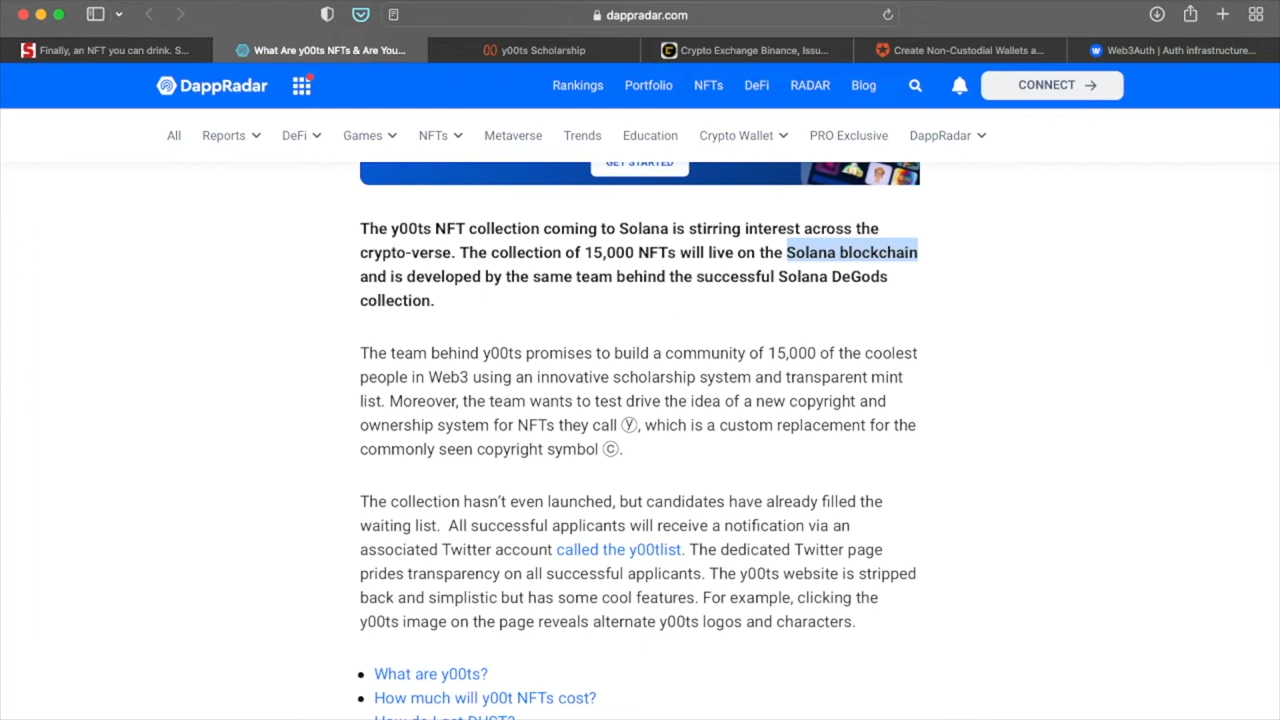 dappradar.com
Finally, an NFT you can drink. S...
What Are y00ts NFTs & Are You...
y00ts Scholarship
Crypto Exchange Binance, Issu...
Create Non-Custodial Wallets a...
Web3Auth | Auth infrastructure...
DappRadar
Rankings
Portfolio
NFTs
DeFi
RADAR
Blog
CONNECT →
All
Reports
DeFi
Games
NFTs
Metaverse
Trends
Education
Crypto Wallet
PRO Exclusive
DappRadar
GET STARTED
The y00ts NFT collection coming to Solana is stirring interest across the
crypto-verse. The collection of 15,000 NFTs will live on the Solana blockchain
and is developed by the same team behind the successful Solana DeGods
collection.
The team behind y00ts promises to build a community of 15,000 of the coolest
people in Web3 using an innovative scholarship system and transparent mint
list. Moreover, the team wants to test drive the idea of a new copyright and
ownership system for NFTs they call ⓨ, which is a custom replacement for the
commonly seen copyright symbol ⓒ.
The collection hasn’t even launched, but candidates have already filled the
waiting list.  All successful applicants will receive a notification via an
associated Twitter account called the y00tlist. The dedicated Twitter page
prides transparency on all successful applicants. The y00ts website is stripped
back and simplistic but has some cool features. For example, clicking the
y00ts image on the page reveals alternate y00ts logos and characters.
• What are y00ts?
• How much will y00t NFTs cost?
How do I get DUST?